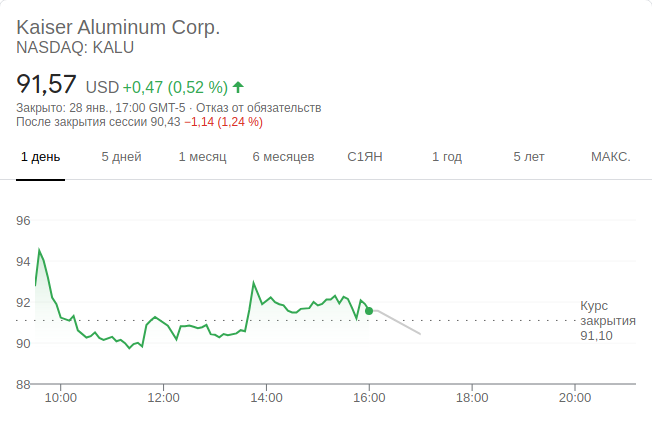 Kaiser Aluminum Corp.
NASDAQ: KALU
91,57 USD +0,47 (0,52 %)
Закрыто: 28 янв., 17:00 GMT-5 · Отказ от обязательств
После закрытия сессии 90,43 −1,14 (1,24 %)
1 день 5 дней 1 месяц 6 месяцев С1ЯН 1 год 5 лет МАКС.
96
94
92
Курс
закрытия
91,10
90
88
10:00 12:00 14:00 16:00 18:00 20:00